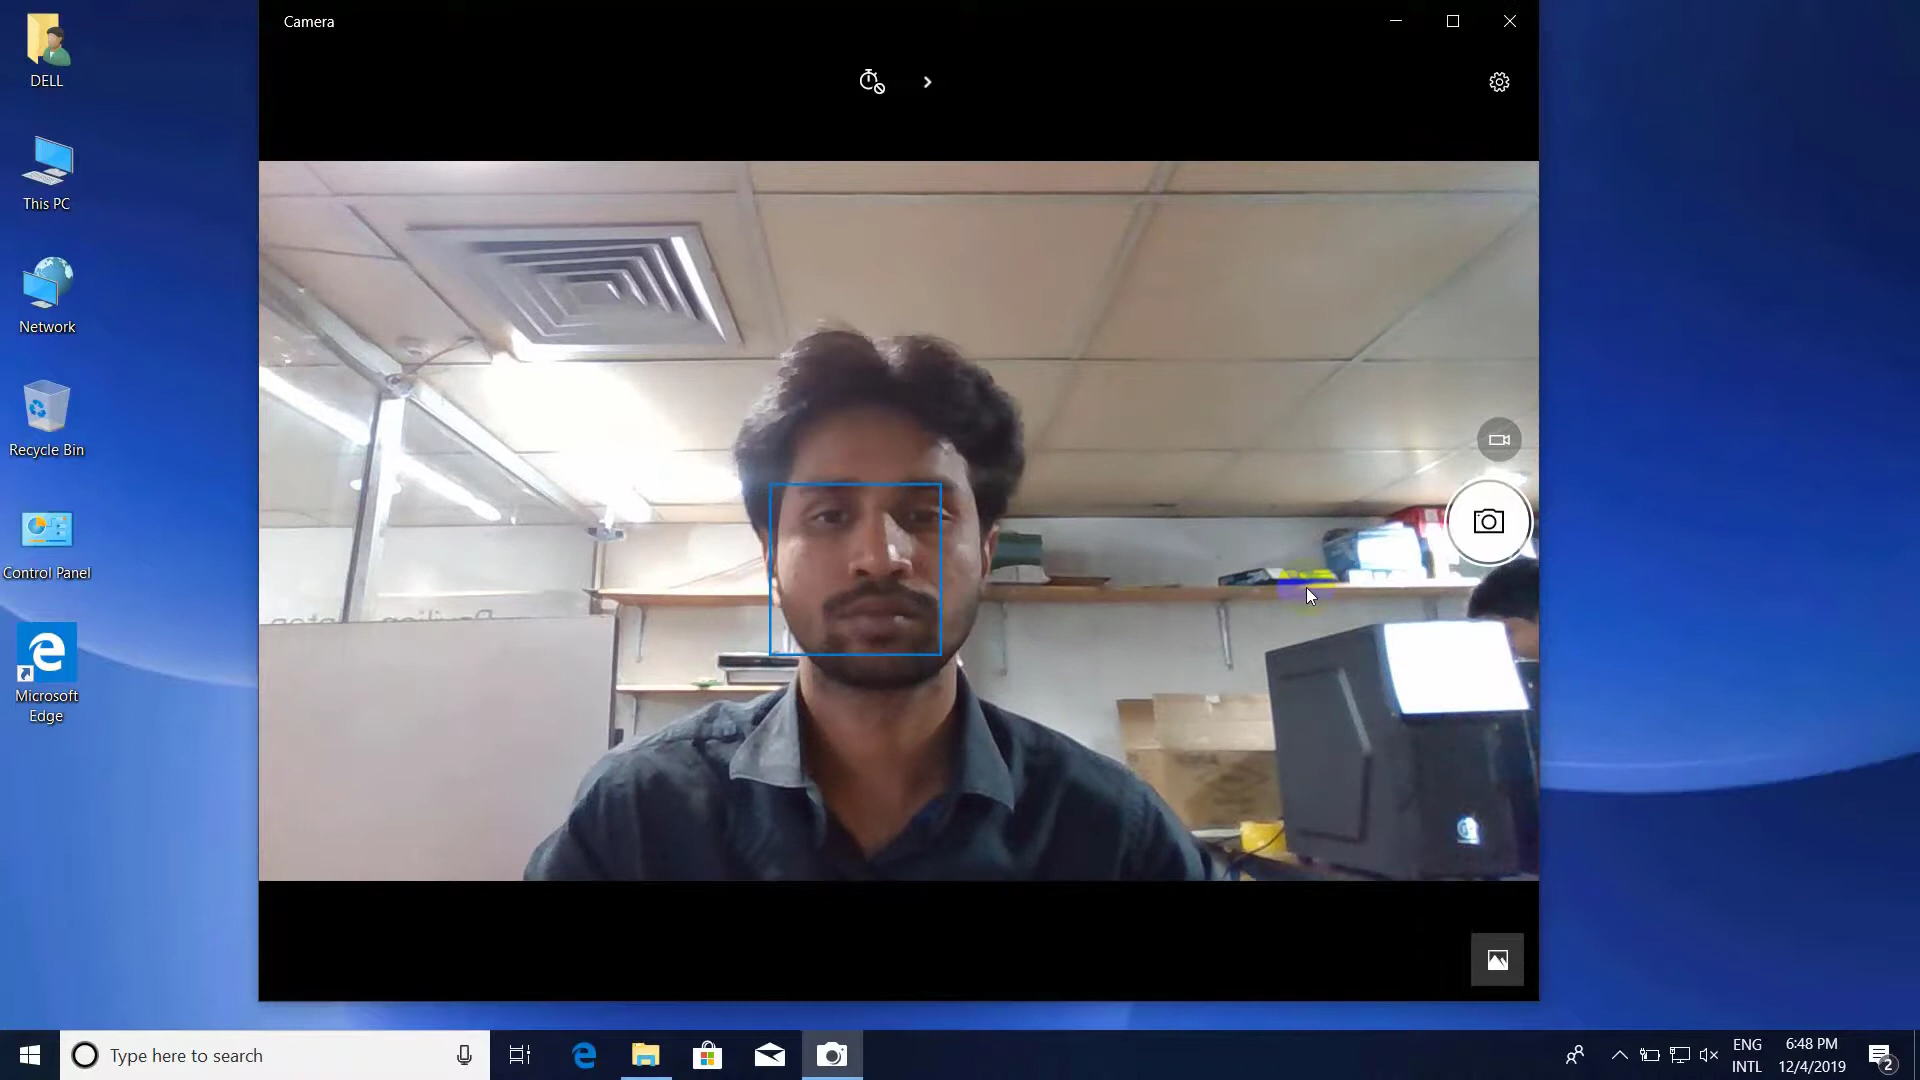 Camera
DELL
This PC
Network
Recycle Bin
Control Panel
Microsoft
Edge
Type here to search
ENG
INTL
6:48 PM
12/4/2019
2